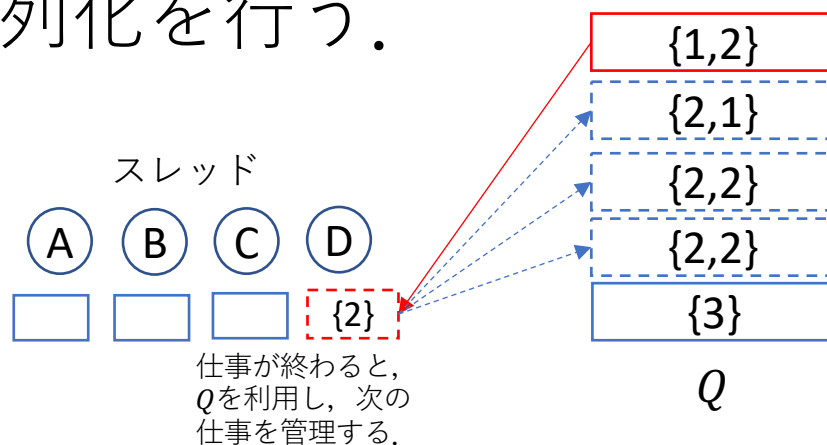 列化を行う.
スレッド
A B C D
{2}
仕事が終わると,
Qを利用し, 次の
仕事を管理する.
{1,2}
{2,1}
{2,2}
{2,2}
{3}
Q